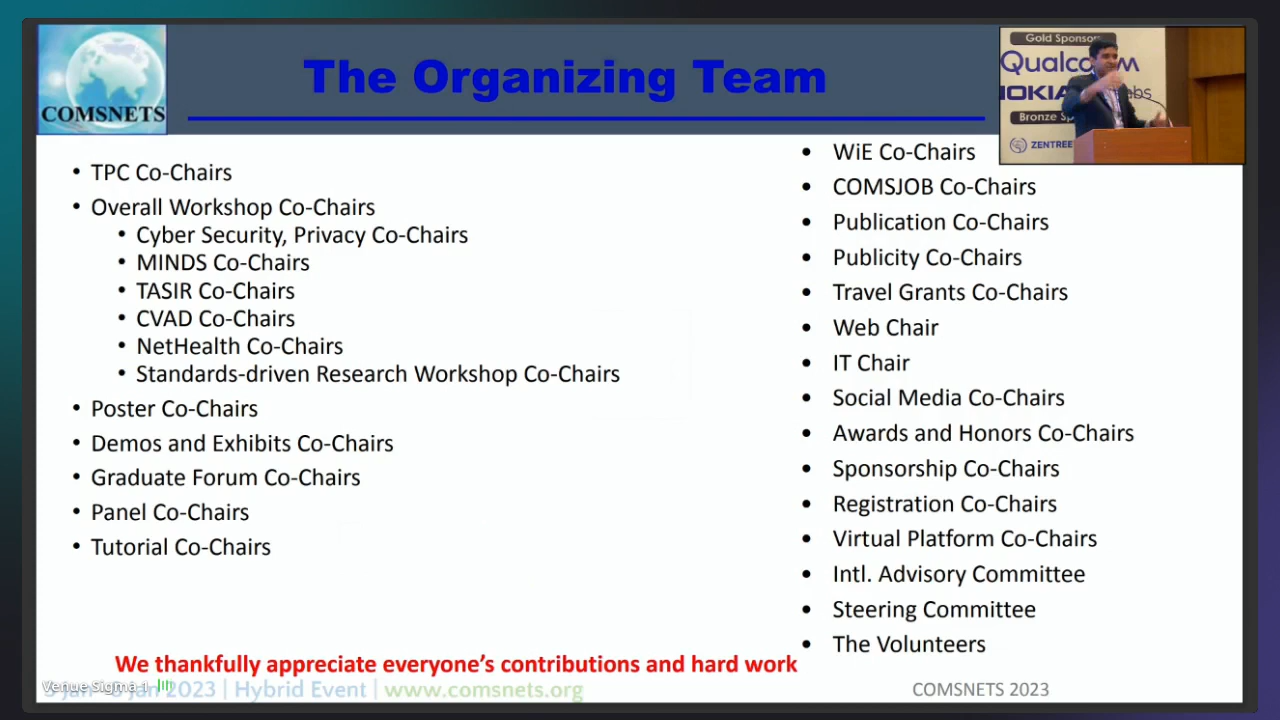 COMSNETS
The Organizing Team
Gold Sponsor
Qualcomm
NOKIA
Bronze
ZENTREE
• TPC Co-Chairs
• Overall Workshop Co-Chairs
• Cyber Security, Privacy Co-Chairs
• MINDS Co-Chairs
• TASIR Co-Chairs
• CVAD Co-Chairs
• NetHealth Co-Chairs
• Standards-driven Research Workshop Co-Chairs
• Poster Co-Chairs
• Demos and Exhibits Co-Chairs
• Graduate Forum Co-Chairs
• Panel Co-Chairs
• Tutorial Co-Chairs
• WiE Co-Chairs
• COMSJOB Co-Chairs
• Publication Co-Chairs
• Publicity Co-Chairs
• Travel Grants Co-Chairs
• Web Chair
• IT Chair
• Social Media Co-Chairs
• Awards and Honors Co-Chairs
• Sponsorship Co-Chairs
• Registration Co-Chairs
• Virtual Platform Co-Chairs
• Intl. Advisory Committee
• Steering Committee
• The Volunteers
We thankfully appreciate everyone's contributions and hard work
Venue Sigma-1
2023 | Hybrid Event | www.comsnets.org
COMSNETS 2023